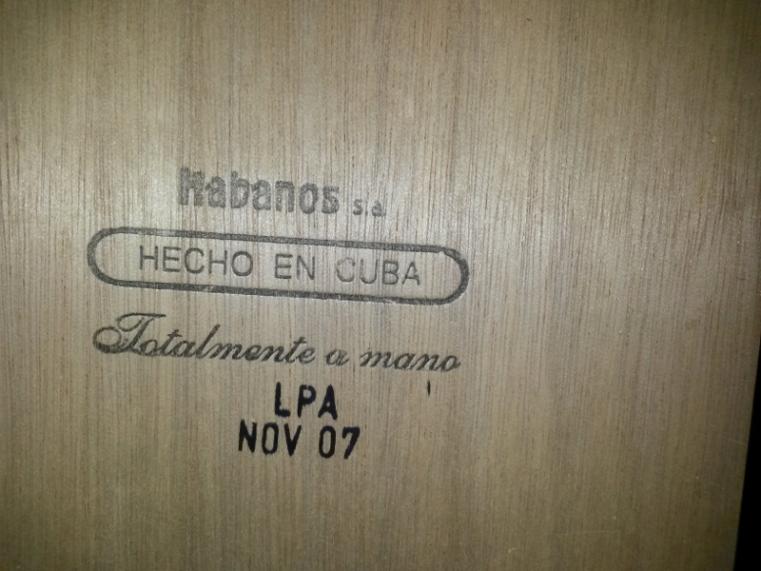 Habanos s.a.
HECHO EN CUBA
Totalmente a mano
LPA
NOV 07